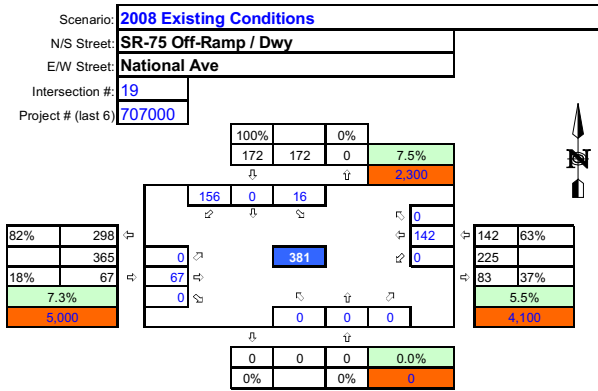 Scenario: 2008 Existing Conditions
N/S Street: SR-75 Off-Ramp / Dwy
E/W Street: National Ave
Intersection #: 19
Project # (last 6) 707000
100% 0%
172 172 0 7.5%
⇩ ⇧ 2,300
N
156 0 16
⬃ ⇩ ⬂ ⬁ 0
82% 298 ⇦ ⇦ 142 ⇦ 142 63%
365 0 ⬀ 381 ⬃ 0 225
18% 67 ⇨ 67 ⇨ ⇨ 83 37%
7.3% 0 ⬂ ⬁ ⇧ ⬀ 5.5%
5,000 0 0 0 4,100
⇩ ⇧
0 0 0 0.0%
0% 0% 0